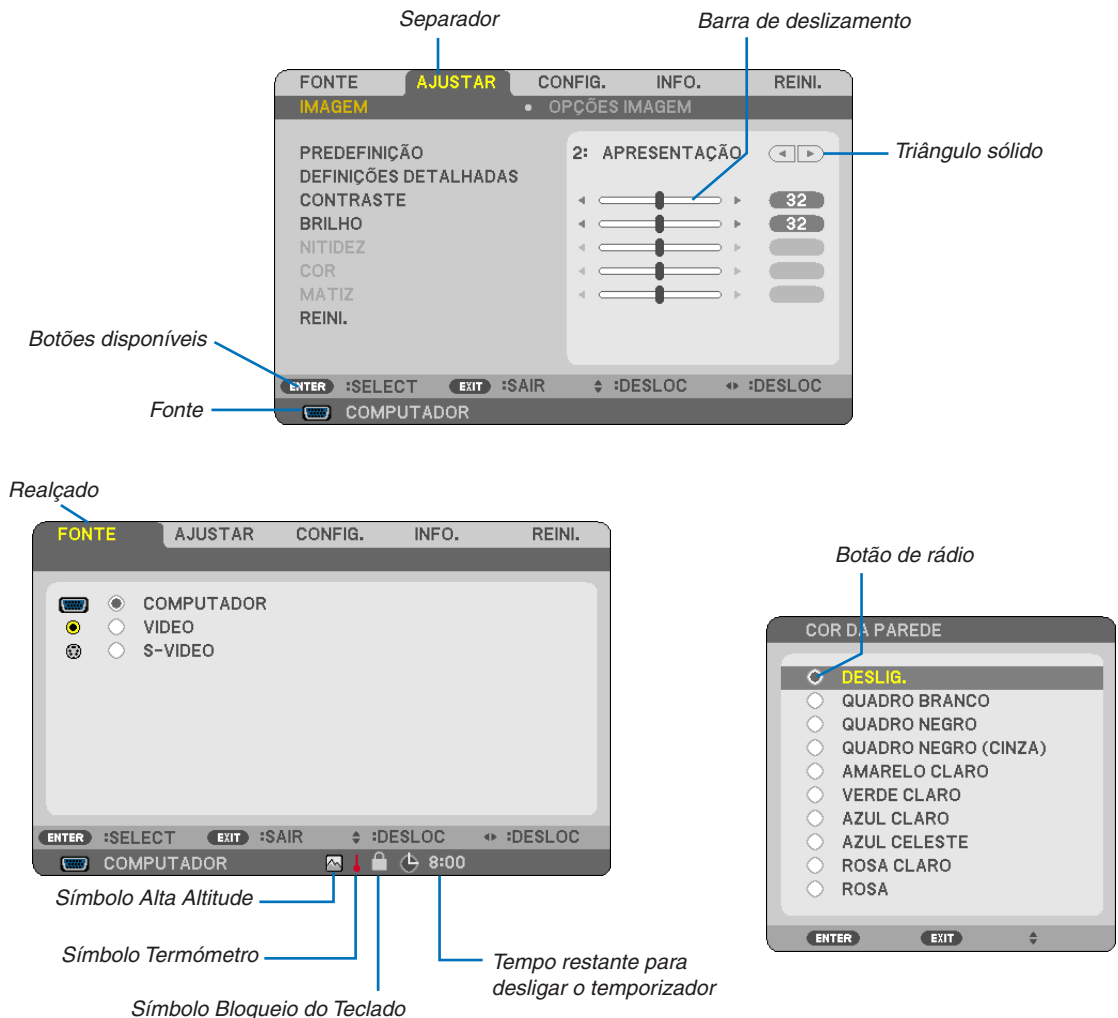 Separador
Barra de deslizamento
FONTE AJUSTAR CONFIG. INFO. REINI.
IMAGEM • OPÇÕES IMAGEM
PREDEFINIÇÃO 2: APRESENTAÇÃO
Triângulo sólido
DEFINIÇÕES DETALHADAS
CONTRASTE 32
BRILHO 32
NITIDEZ
COR
MATIZ
REINI.
Botões disponíveis
ENTER :SELECT EXIT :SAIR :DESLOC :DESLOC
Fonte
COMPUTADOR
Realçado
FONTE AJUSTAR CONFIG. INFO. REINI.
COMPUTADOR
VIDEO
S-VIDEO
ENTER :SELECT EXIT :SAIR :DESLOC :DESLOC
COMPUTADOR 8:00
Símbolo Alta Altitude
Símbolo Termómetro
Símbolo Bloqueio do Teclado
Tempo restante para
desligar o temporizador
Botão de rádio
COR DA PAREDE
DESLIG.
QUADRO BRANCO
QUADRO NEGRO
QUADRO NEGRO (CINZA)
AMARELO CLARO
VERDE CLARO
AZUL CLARO
AZUL CELESTE
ROSA CLARO
ROSA
ENTER EXIT